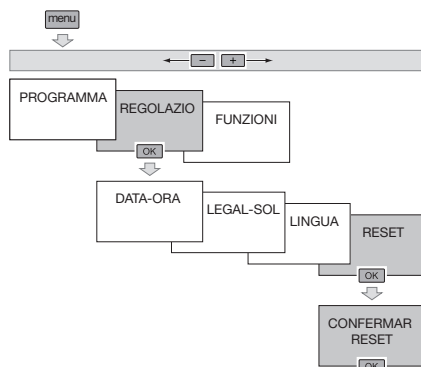 menu
− +
PROGRAMMA
REGOLAZIO
FUNZIONI
OK
DATA-ORA
LEGAL-SOL
LINGUA
RESET
OK
CONFERMAR
RESET
OK